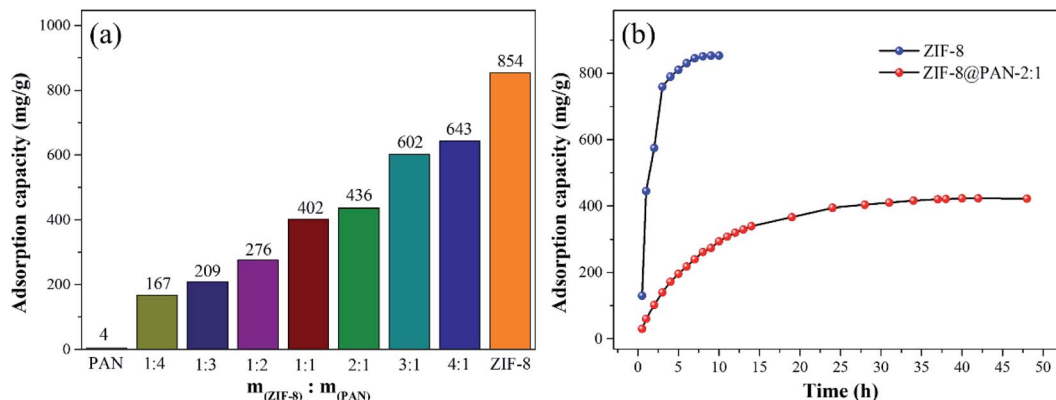 (a)
Adsorption capacity (mg/g)
1000
800
600
400
200
0
4
167
209
276
402
436
602
643
854
PAN 1:4 1:3 1:2 1:1 2:1 3:1 4:1 ZIF-8
m(ZIF-8) : m(PAN)
(b)
Adsorption capacity (mg/g)
800
600
400
200
0
ZIF-8
ZIF-8@PAN-2:1
0 5 10 15 20 25 30 35 40 45 50
Time (h)